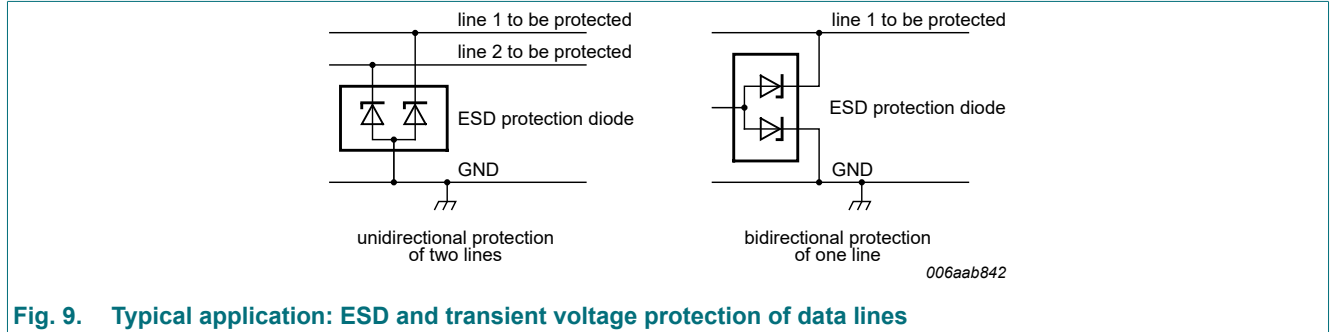 line 1 to be protected
line 2 to be protected
ESD protection diode
GND
unidirectional protection
of two lines
line 1 to be protected
ESD protection diode
GND
bidirectional protection
of one line
006aab842
Fig. 9. Typical application: ESD and transient voltage protection of data lines